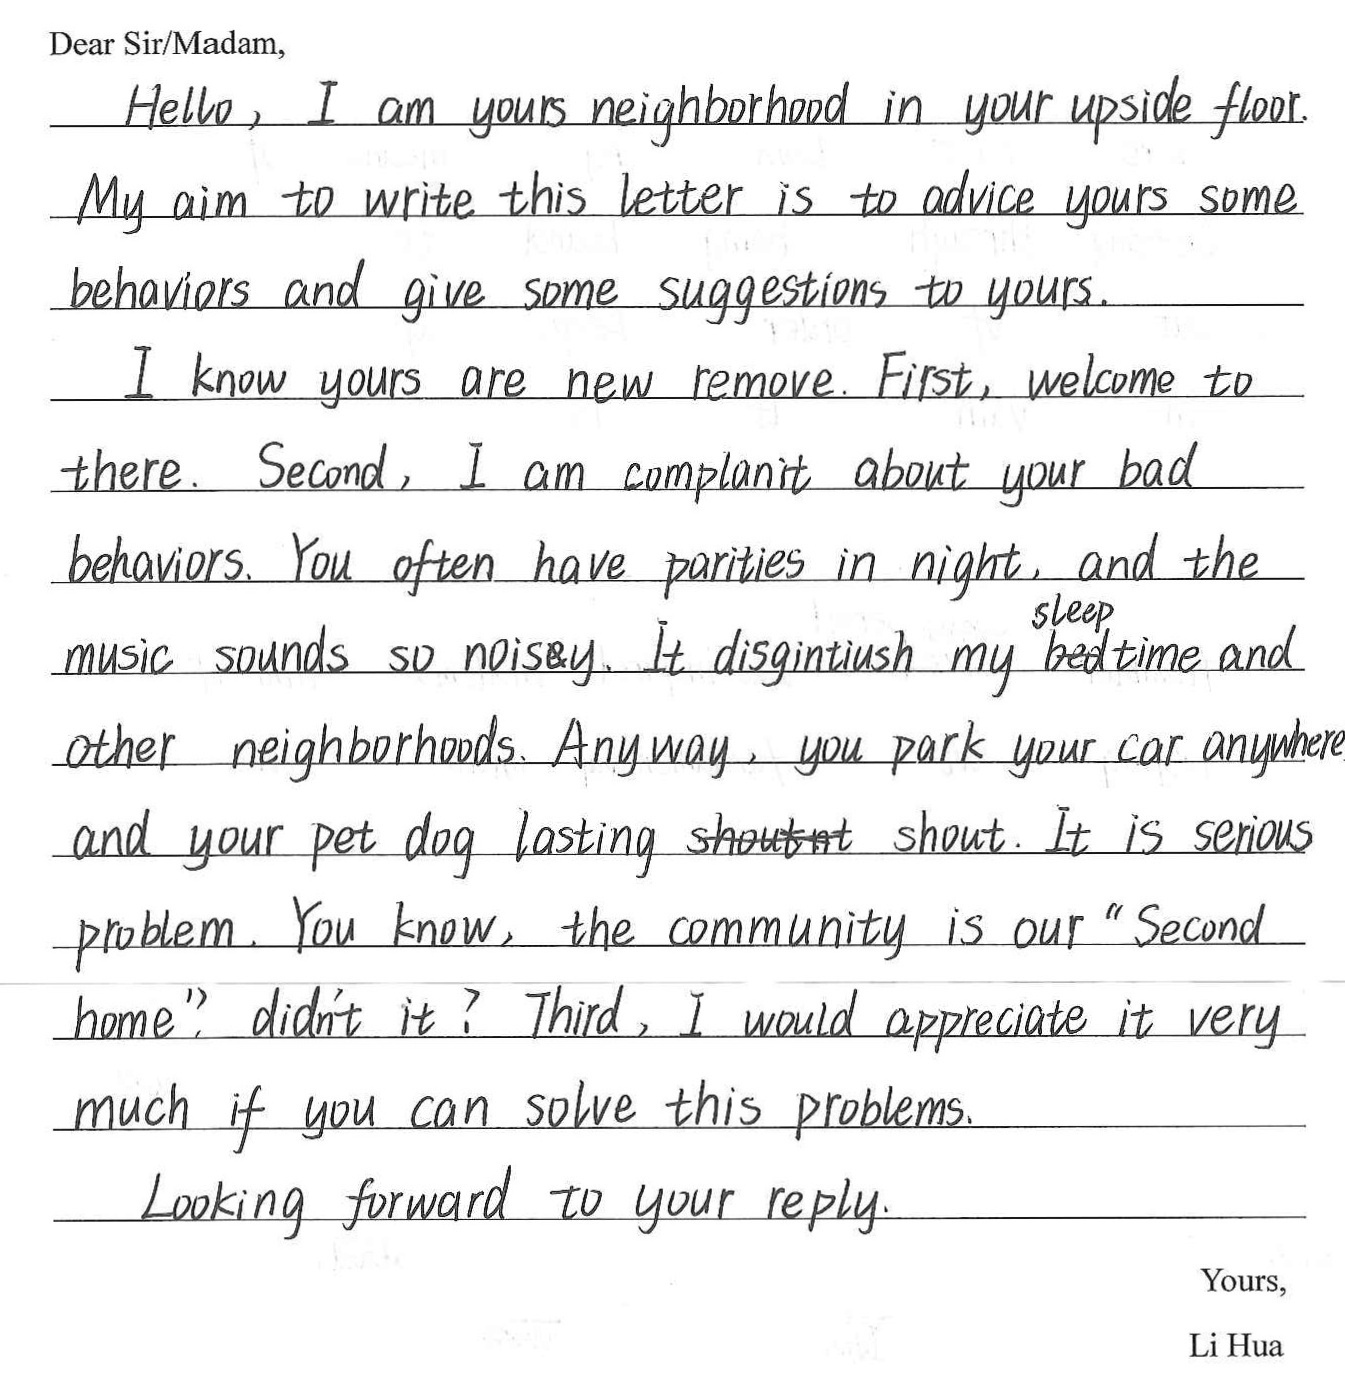 Dear Sir/Madam,
Hello, I am yours neighborhood in your upside floor.
My aim to write this letter is to advice yours some
behaviors and give some suggestions to yours.
I know yours are new remove. First, welcome to
there. Second, I am complanit about your bad
behaviors. You often have parities in night, and the
sleep
music sounds so noisey. It disgintiush my bedtime and
other neighborhoods. Anyway, you park your car anywhere
and your pet dog lasting shout. It is serious
problem. You know, the community is our "Second
home". didn't it? Third, I would appreciate it very
much if you can solve this problems.
Looking forward to your reply.
Yours,
Li Hua